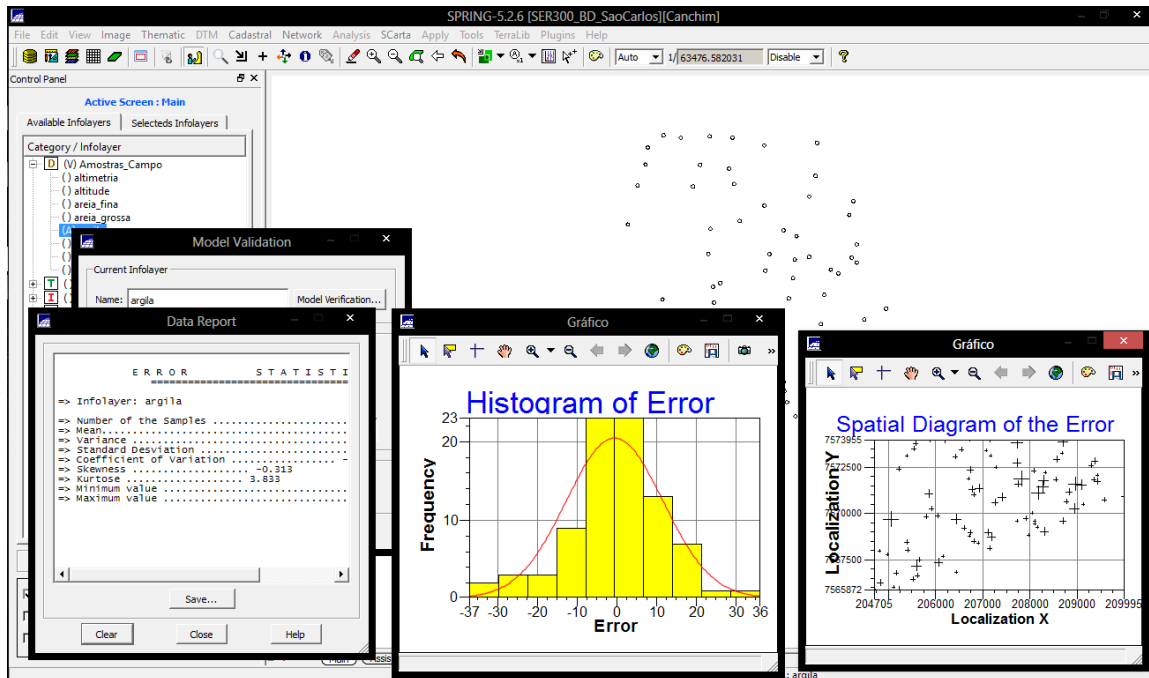 SPRING-5.2.6 [SER300_BD_SaoCarlos][Canchim]
File Edit View Image Thematic DTM Cadastral Network Analysis SCarta Apply Tools TerraLib Plugins Help
Auto 1/ 63476.582031 Disable
Control Panel
Active Screen : Main
Available Infolayers Selecteds Infolayers
Category / Infolayer
D (V) Amostras_Campo
() altimetria
() altitude
() areia_fina
() areia_grossa
T
I
Model Validation
Current Infolayer
Name: argila Model Verification...
Data Report
E R R O R S T A T I S T I
=> Infolayer: argila
=> Number of the Samples ......................
=> Mean.....................................
=> Variance ................................
=> Standard Desviation .....................
=> Coefficient of Variation ................. -
=> Skewness ................... -0.313
=> Kurtose ................... 3.833
=> Minimum value ...........................
=> Maximum value ...........................
Save...
Clear Close Help
Main
: argila
Gráfico
»
Histogram of Error
Frequency
23
20
10
0
-37 -30 -20 -10 0 10 20 30 36
Error
Gráfico
»
Spatial Diagram of the Error
Localization Y
7573955
7572500
7565872
204705 206000 207000 208000 209000 209995
Localization X